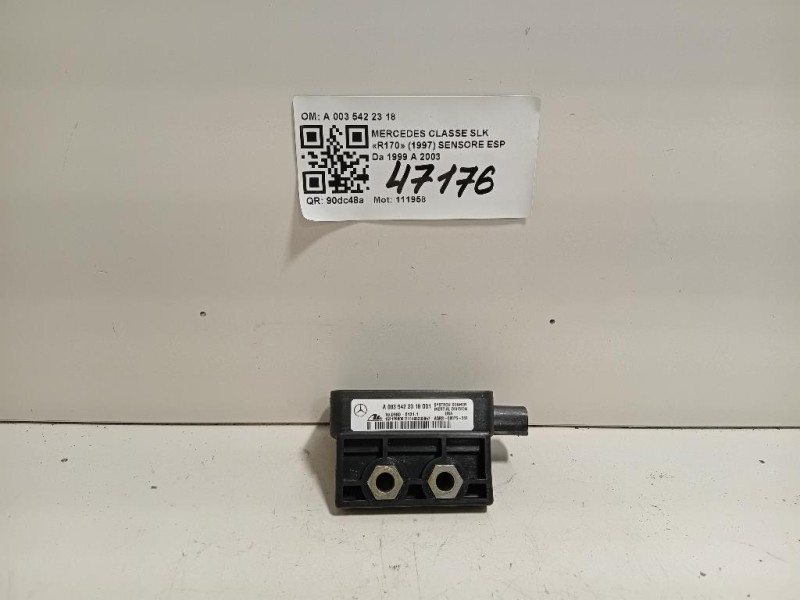 OM: A 003 542 23 18
MERCEDES CLASSE SLK
«R170» (1997) SENSORE ESP
Da 1999 A 2003
47176
QR: 90dc48a Mot: 111958
A 003 542 23 18 Q01